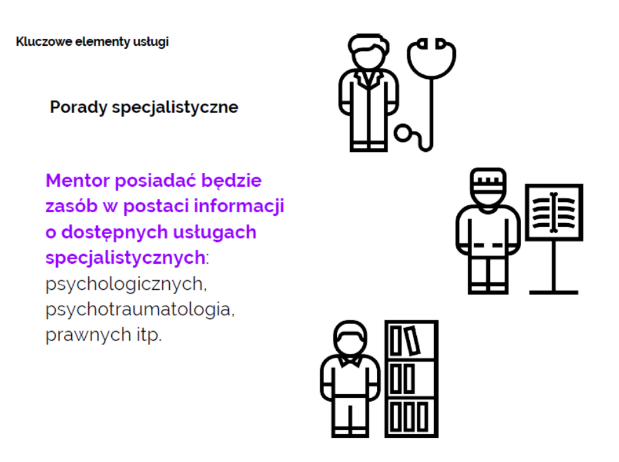 Kluczowe elementy usługi
Porady specjalistyczne
Mentor posiadać będzie
zasób w postaci informacji
o dostępnych usługach
specjalistycznych:
psychologicznych,
psychotraumatologia,
prawnych itp.